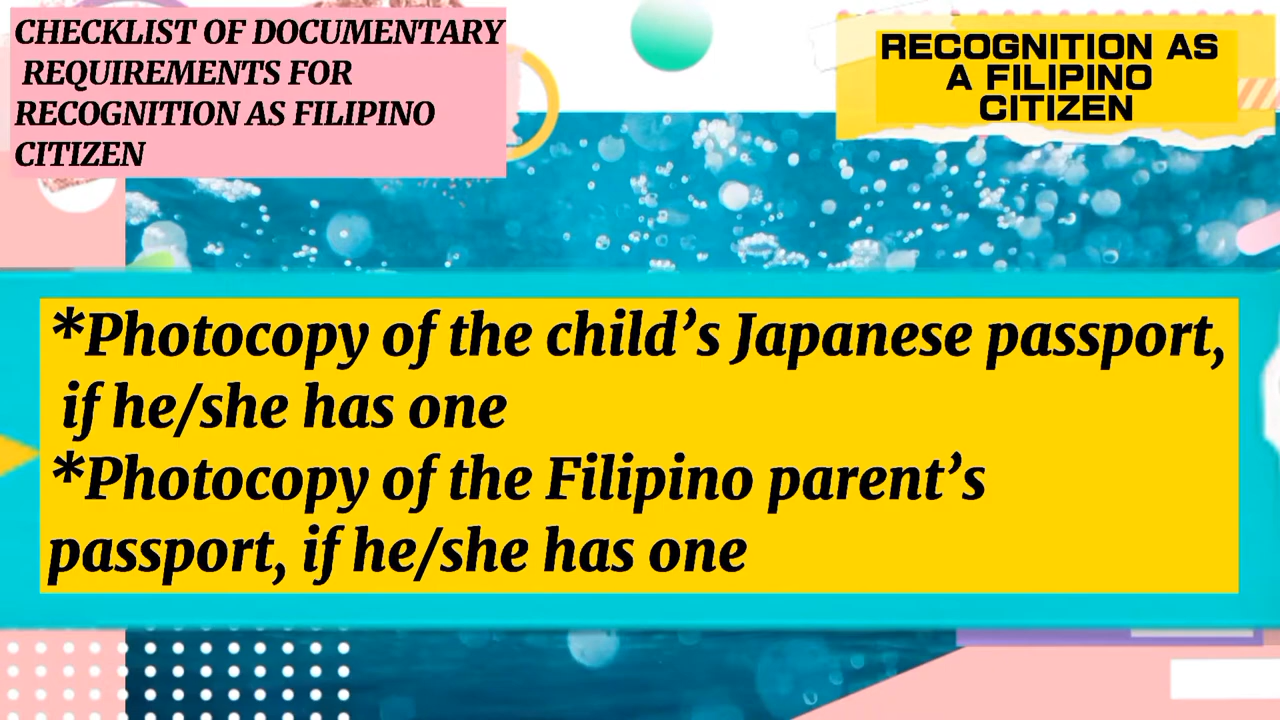 CHECKLIST OF DOCUMENTARY
REQUIREMENTS FOR
RECOGNITION AS FILIPINO
CITIZEN
RECOGNITION AS
A FILIPINO
CITIZEN
*Photocopy of the child’s Japanese passport,
if he/she has one
*Photocopy of the Filipino parent’s
passport, if he/she has one